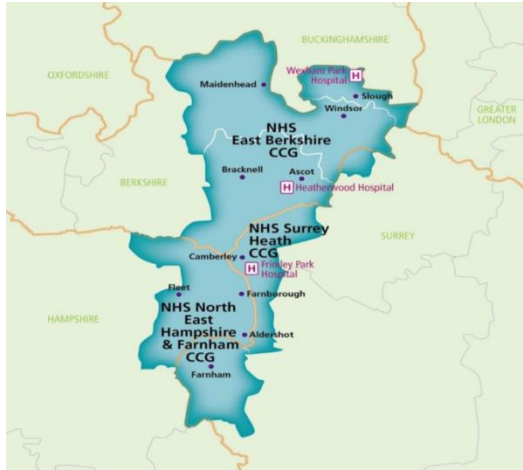 BUCKINGHAMSHIRE
OXFORDSHIRE
Wexham Park
Hospital
H
Maidenhead
Slough
Windsor
GREATER
LONDON
NHS
East Berkshire
CCG
Bracknell
Ascot
BERKSHIRE
H
Heatherwood Hospital
NHS Surrey
Heath
CCG
SURREY
Camberley
H
Frimley Park
Hospital
Fleet
Farnborough
NHS North
East
Hampshire
& Farnham
CCG
HAMPSHIRE
Aldershot
Farnham